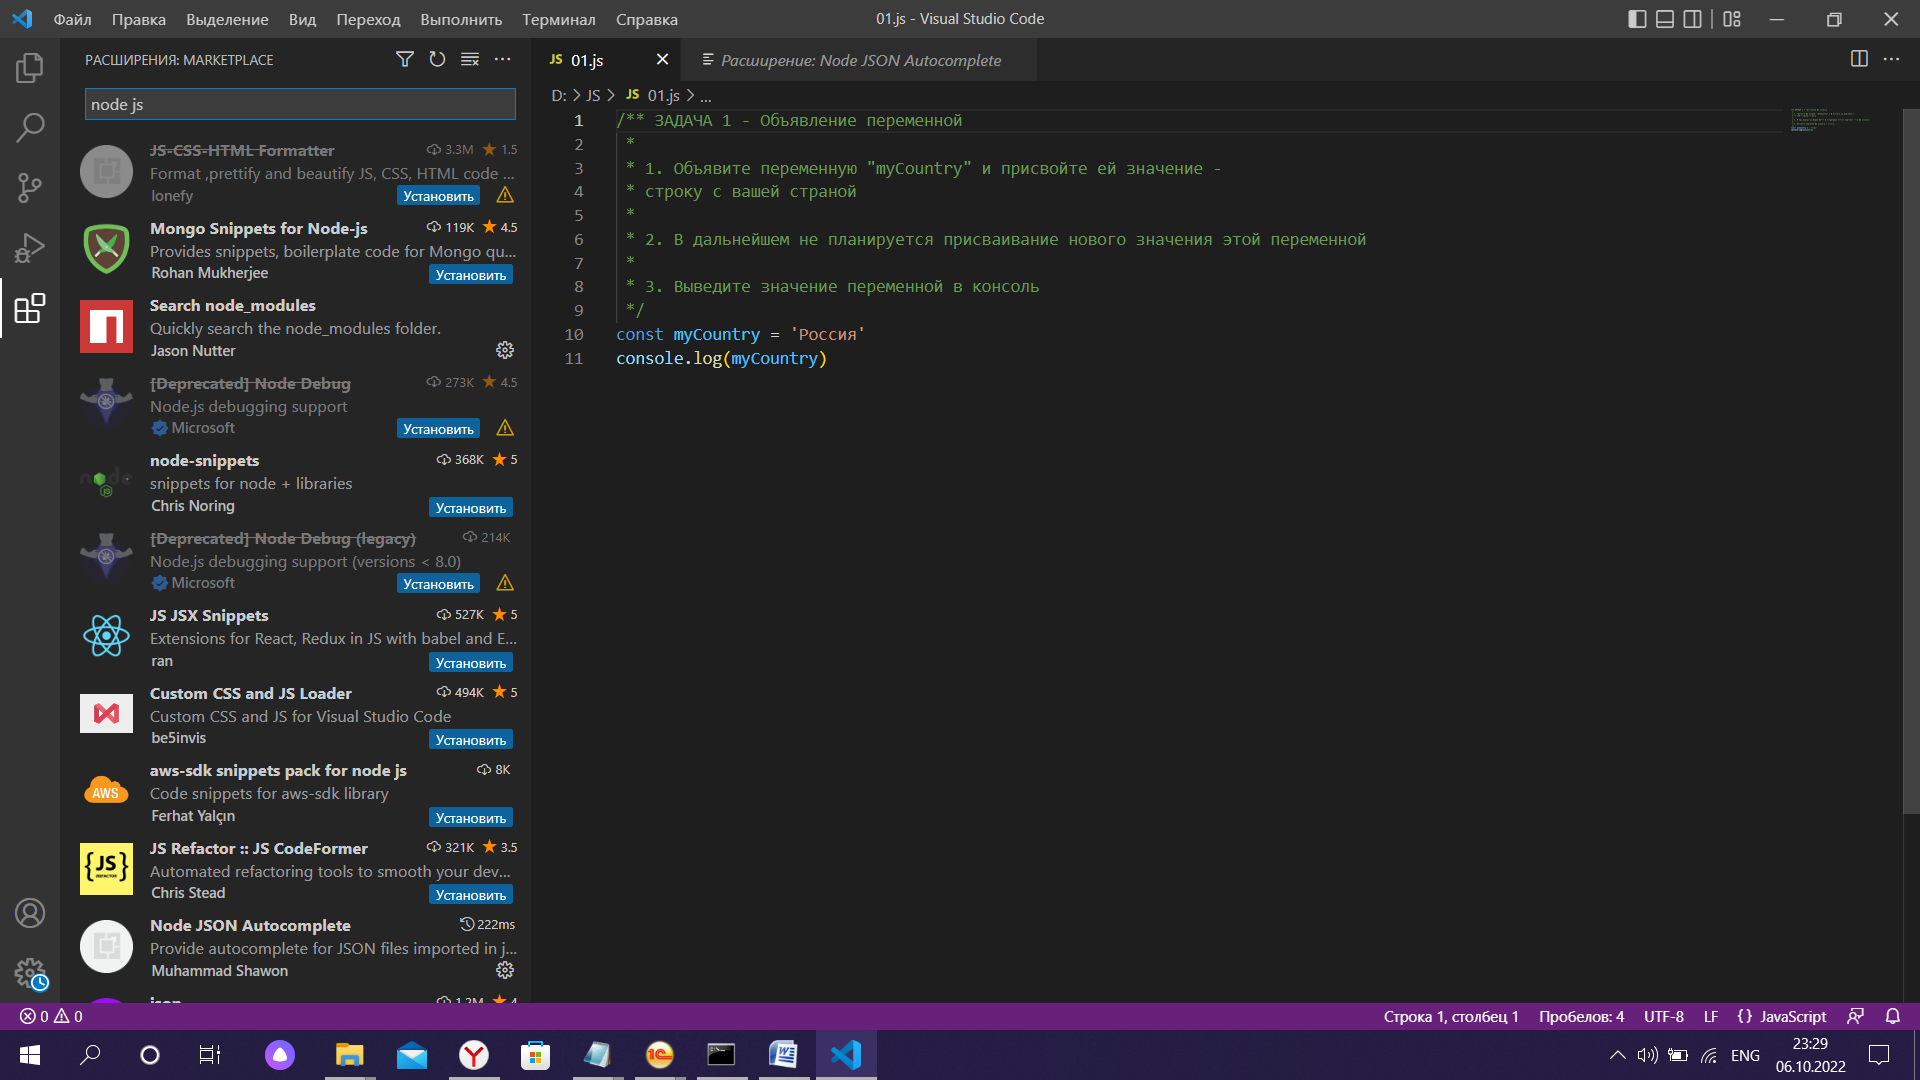 Файл Правка Выделение Вид Переход Выполнить Терминал Справка
01.js - Visual Studio Code
РАСШИРЕНИЯ: MARKETPLACE
node js
JS-CSS-HTML Formatter 3.3M 1.5
Format ,prettify and beautify JS, CSS, HTML code ...
lonefy Установить
Mongo Snippets for Node-js 119K 4.5
Provides snippets, boilerplate code for Mongo qu...
Rohan Mukherjee Установить
Search node_modules
Quickly search the node_modules folder.
Jason Nutter
[Deprecated] Node Debug 273K 4.5
Node.js debugging support
Microsoft Установить
node-snippets 368K 5
snippets for node + libraries
Chris Noring Установить
[Deprecated] Node Debug (legacy) 214K
Node.js debugging support (versions < 8.0)
Microsoft Установить
JS JSX Snippets 527K 5
Extensions for React, Redux in JS with babel and E...
ran Установить
Custom CSS and JS Loader 494K 5
Custom CSS and JS for Visual Studio Code
be5invis Установить
AWS
aws-sdk snippets pack for node js 8K
Code snippets for aws-sdk library
Ferhat Yalçın Установить
{JS}
JS Refactor :: JS CodeFormer 321K 3.5
Automated refactoring tools to smooth your dev...
Chris Stead Установить
Node JSON Autocomplete 222ms
Provide autocomplete for JSON files imported in j...
Muhammad Shawon
json 1.2M 4
JS 01.js
Расширение: Node JSON Autocomplete
D: > JS > JS 01.js > ...
1 /** ЗАДАЧА 1 - Объявление переменной
2 *
3 * 1. Объявите переменную "myCountry" и присвойте ей значение -
4 * строку с вашей страной
5 *
6 * 2. В дальнейшем не планируется присваивание нового значения этой переменной
7 *
8 * 3. Выведите значение переменной в консоль
9 */
10 const myCountry = 'Россия'
11 console.log(myCountry)
0 0
Строка 1, столбец 1 Пробелов: 4 UTF-8 LF {} JavaScript
ENG
23:29
06.10.2022